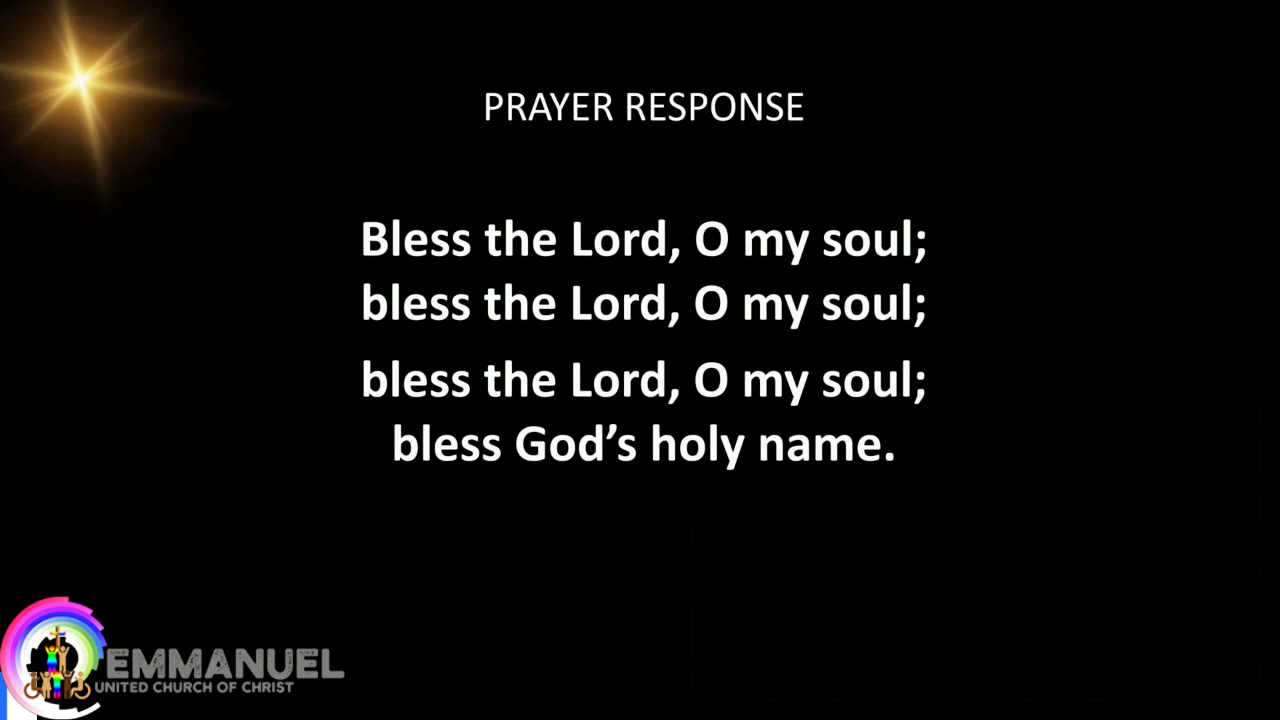 PRAYER RESPONSE
Bless the Lord, O my soul;
bless the Lord, O my soul;
bless the Lord, O my soul;
bless God’s holy name.
EMMANUEL
UNITED CHURCH OF CHRIST